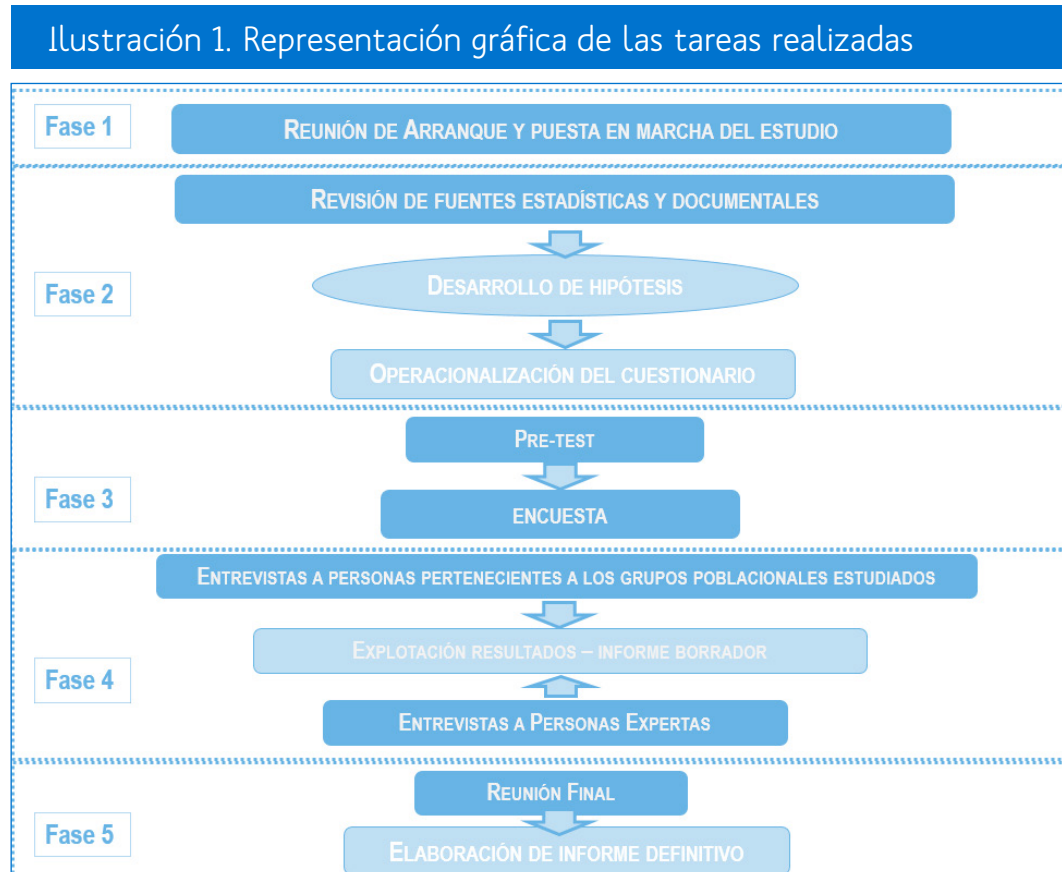 Ilustración 1. Representación gráfica de las tareas realizadas
Fase 1
REUNIÓN DE ARRANQUE Y PUESTA EN MARCHA DEL ESTUDIO
REVISIÓN DE FUENTES ESTADÍSTICAS Y DOCUMENTALES
Fase 2
DESARROLLO DE HIPÓTESIS
OPERACIONALIZACIÓN DEL CUESTIONARIO
PRE-TEST
Fase 3
ENCUESTA
ENTREVISTAS A PERSONAS PERTENECIENTES A LOS GRUPOS POBLACIONALES ESTUDIADOS
EXPLOTACIÓN RESULTADOS – INFORME BORRADOR
Fase 4
ENTREVISTAS A PERSONAS EXPERTAS
REUNIÓN FINAL
Fase 5
ELABORACIÓN DE INFORME DEFINITIVO